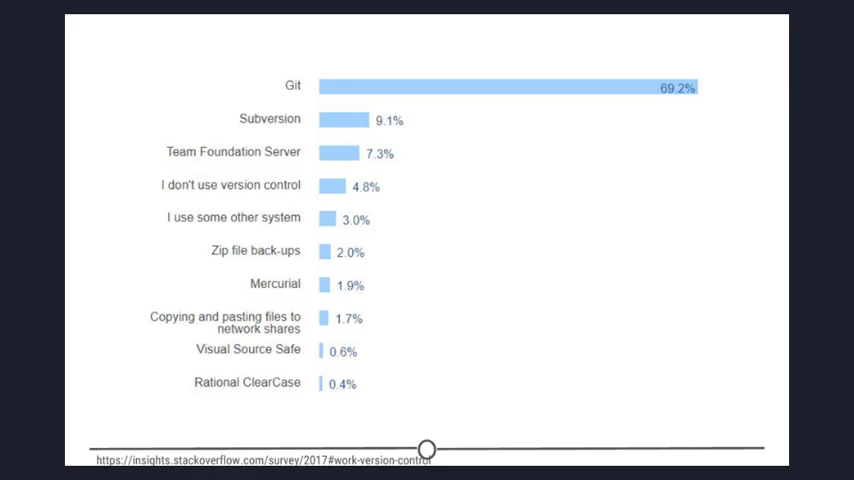 Git 69.2%
Subversion 9.1%
Team Foundation Server 7.3%
I don't use version control 4.8%
I use some other system 3.0%
Zip file back-ups 2.0%
Mercurial 1.9%
Copying and pasting files to
network shares 1.7%
Visual Source Safe 0.6%
Rational ClearCase 0.4%
https://insights.stackoverflow.com/survey/2017#work-version-control